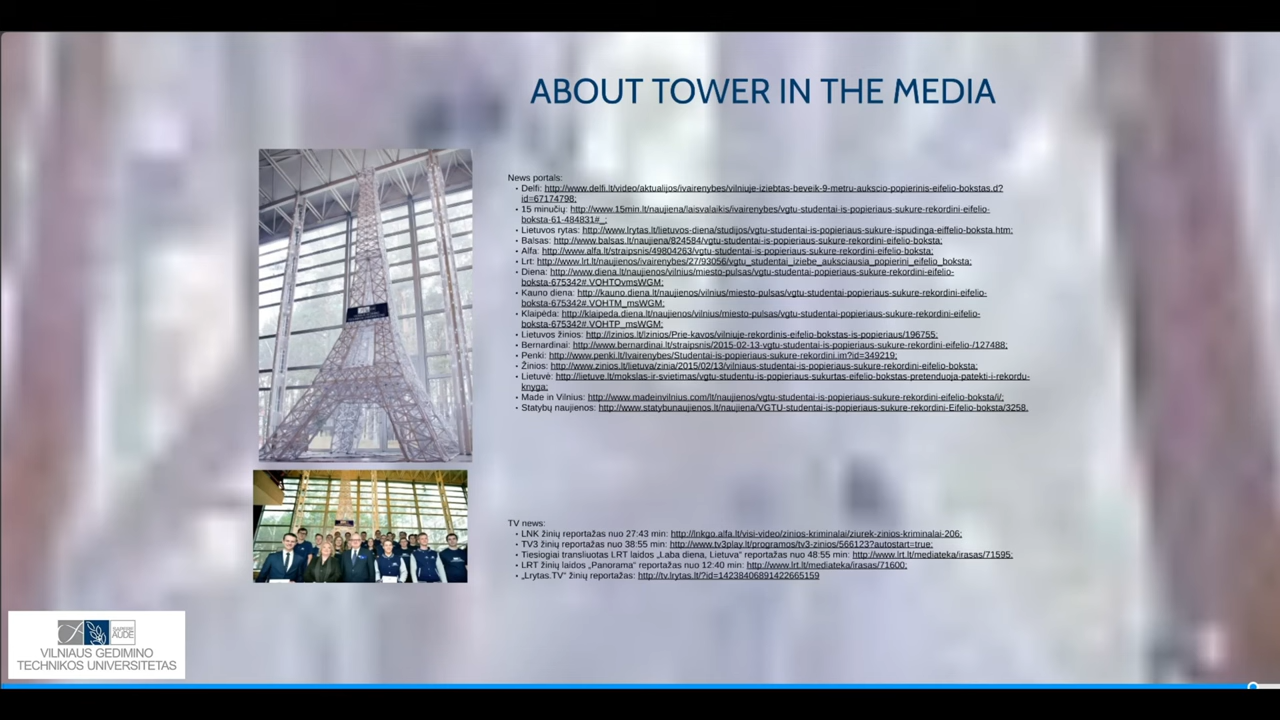 ABOUT TOWER IN THE MEDIA
News portals:
• Delfi: http://www.delfi.lt/video/aktualijos/ivairenybes/vilniuje-iziebtas-beveik-9-metru-aukscio-popierinis-eifelio-bokstas.d?
id=67174798;
• 15 minučių: http://www.15min.lt/naujiena/laisvalaikis/ivairenybes/vgtu-studentai-is-popieriaus-sukure-rekordini-eifelio-
boksta-61-484831#_;
• Lietuvos rytas: http://www.lrytas.lt/lietuvos-diena/studijos/vgtu-studentai-is-popieriaus-sukure-ispudinga-eiffelio-boksta.htm;
• Balsas: http://www.balsas.lt/naujiena/824584/vgtu-studentai-is-popieriaus-sukure-rekordini-eifelio-boksta;
• Alfa: http://www.alfa.lt/straipsnis/49804263/vgtu-studentai-is-popieriaus-sukure-rekordini-eifelio-boksta;
• Lrt: http://www.lrt.lt/naujienos/ivairenybes/27/93056/vgtu_studentai_iziebe_auksciausia_popierini_eifelio_boksta;
• Diena: http://www.diena.lt/naujienos/vilnius/miesto-pulsas/vgtu-studentai-popieriaus-sukure-rekordini-eifelio-
boksta-675342#.VOHTOvmsWGM;
• Kauno diena: http://kauno.diena.lt/naujienos/vilnius/miesto-pulsas/vgtu-studentai-popieriaus-sukure-rekordini-eifelio-
boksta-675342#.VOHTM_msWGM;
• Klaipėda: http://klaipeda.diena.lt/naujienos/vilnius/miesto-pulsas/vgtu-studentai-popieriaus-sukure-rekordini-eifelio-
boksta-675342#.VOHTP_msWGM;
• Lietuvos žinios: http://lzinios.lt/lzinios/Prie-kavos/vilniuje-rekordinis-eifelio-bokstas-is-popieriaus/196755;
• Bernardinai: http://www.bernardinai.lt/straipsnis/2015-02-13-vgtu-studentai-is-popieriaus-sukure-rekordini-eifelio-/127488;
• Penki: http://www.penki.lt/Ivairenybes/Studentai-is-popieriaus-sukure-rekordini.im?id=349219;
• Žinios: http://www.zinios.lt/lietuva/zinia/2015/02/13/vilniaus-studentai-is-popieriaus-sukure-rekordini-eifelio-boksta;
• Lietuvė: http://lietuve.lt/mokslas-ir-svietimas/vgtu-studentu-is-popieriaus-sukurtas-eifelio-bokstas-pretenduoja-patekti-i-rekordu-
knyga;
• Made in Vilnius: http://www.madeinvilnius.com/lt/naujienos/vgtu-studentai-is-popieriaus-sukure-rekordini-eifelio-boksta/i/;
• Statybų naujienos: http://www.statybunaujienos.lt/naujiena/VGTU-studentai-is-popieriaus-sukure-rekordini-Eifelio-boksta/3258.
TV news:
• LNK žinių reportažas nuo 27:43 min: http://lnkgo.alfa.lt/visi-video/zinios-kriminalai/ziurek-zinios-kriminalai-206;
• TV3 žinių nuo 38:55 min: http://www.tv3play.lt/programos/tv3-zinios/566123?autostart=true;
• Tiesiogiai transliuotas LRT laidos „Laba diena, Lietuva“ reportažas nuo 48:55 min: http://www.lrt.lt/mediateka/irasas/71595;
• LRT žinių laidos „Panorama“ reportažas nuo 12:40 min: http://www.lrt.lt/mediateka/irasas/71600;
• „Lrytas.TV“ žinių reportažas: http://tv.lrytas.lt/?id=14238406891422665159
SAPERE
AUDE
VILNIAUS GEDIMINO
TECHNIKOS UNIVERSITETAS